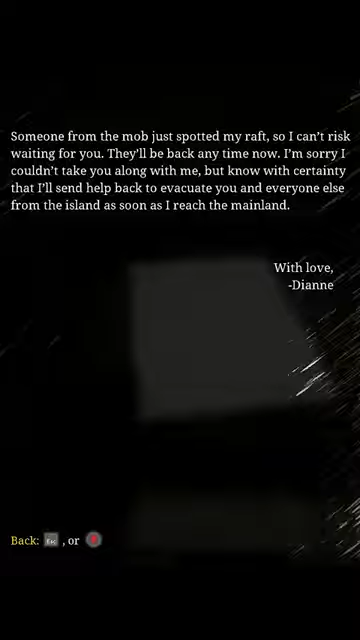 Someone from the mob just spotted my raft, so I can’t risk
waiting for you. They’ll be back any time now. I’m sorry I
couldn’t take you along with me, but know with certainty
that I’ll send help back to evacuate you and everyone else
from the island as soon as I reach the mainland.
With love,
-Dianne
Back: Esc , or